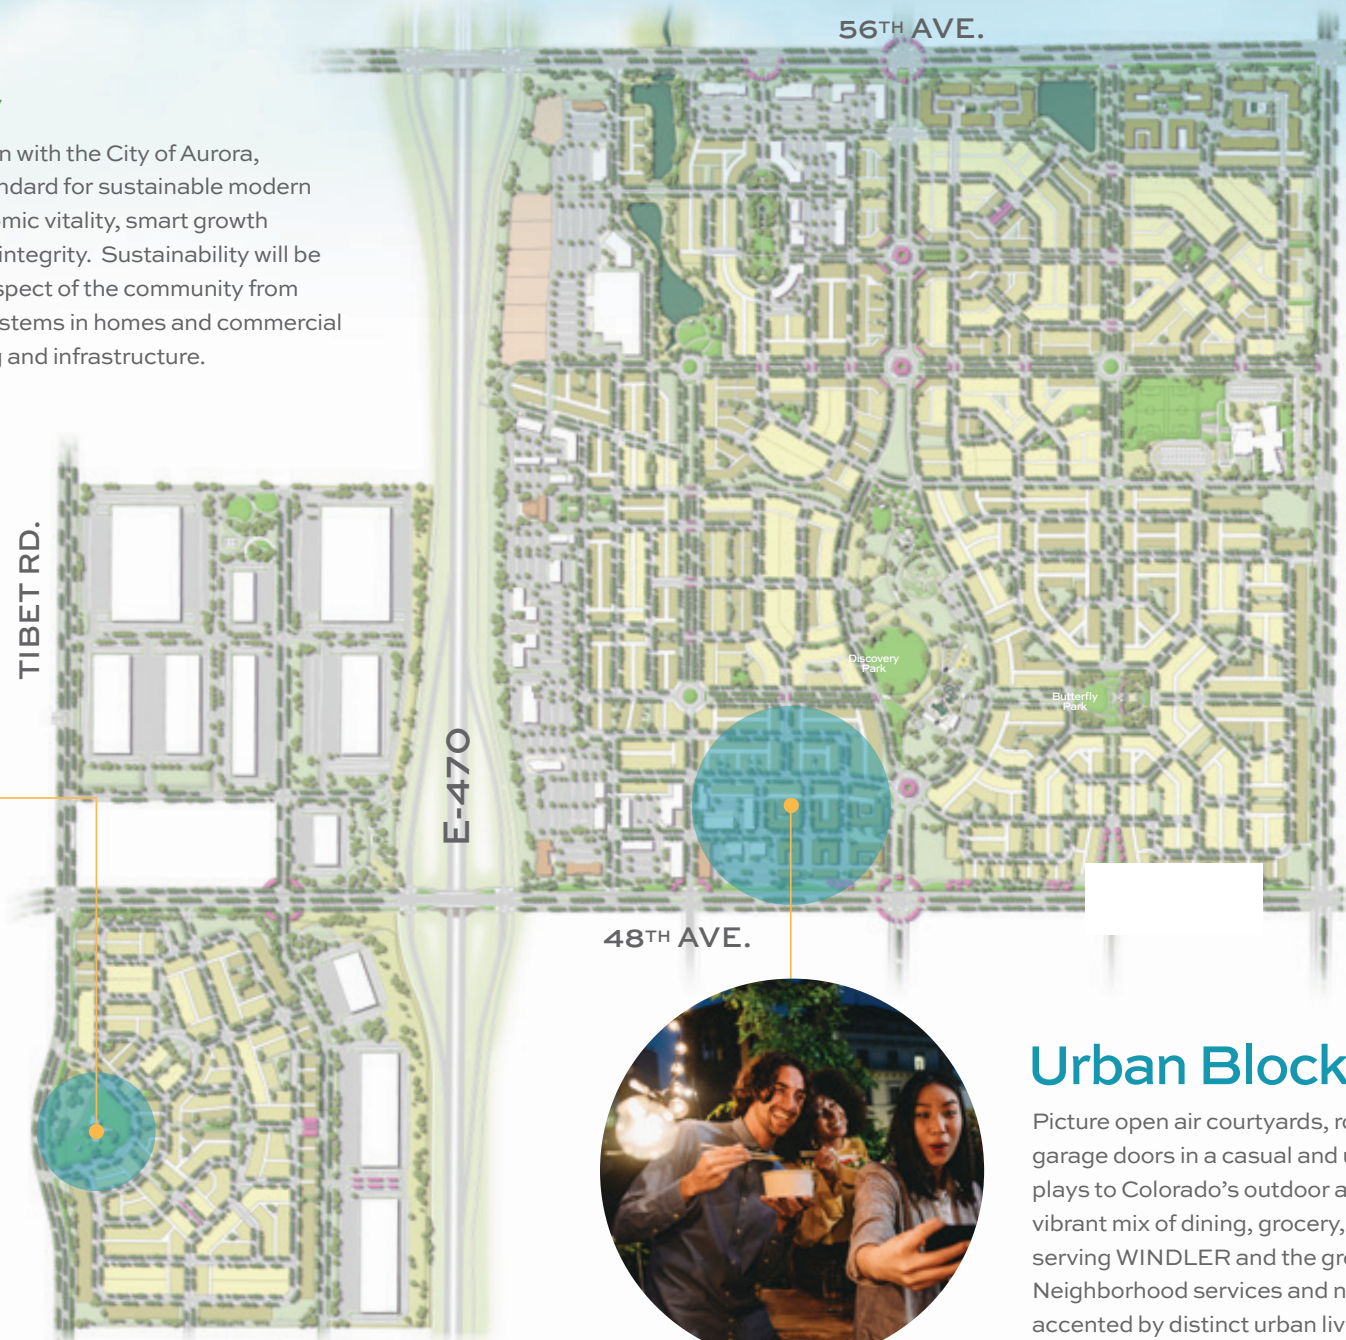 56TH AVE.
n with the City of Aurora,
ndard for sustainable modern
mic vitality, smart growth
integrity. Sustainability will be
spect of the community from
stems in homes and commercial
g and infrastructure.
TIBET RD.
E-470
Discovery
Park
Butterfly
Park
48TH AVE.
Urban Block
Picture open air courtyards, ro
garage doors in a casual and u
plays to Colorado’s outdoor a
vibrant mix of dining, grocery,
serving WINDLER and the gre
Neighborhood services and n
accented by distinct urban liv